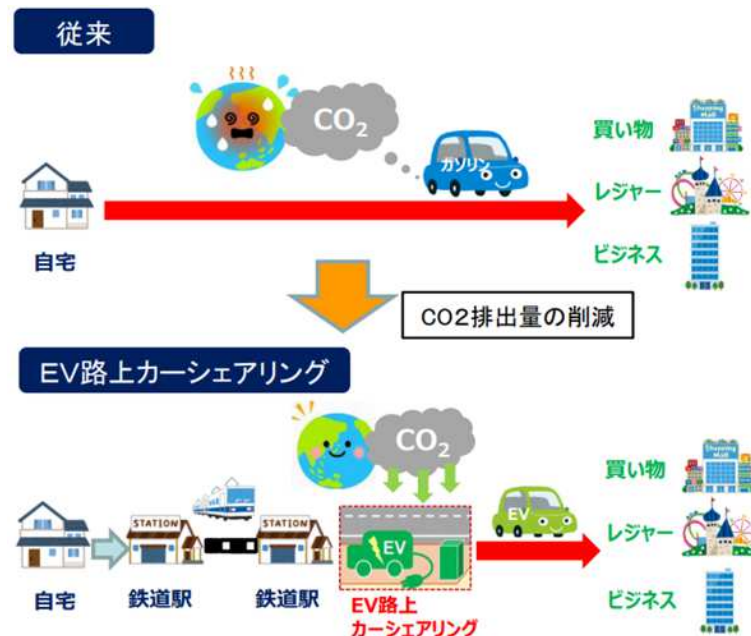 従来
CO₂
ガソリン
Shopping Mall
買い物
レジャー
ビジネス
自宅
CO2排出量の削減
EV路上カーシェアリング
CO₂
Shopping Mall
買い物
STATION
STATION
EV
EV
レジャー
自宅
鉄道駅
鉄道駅
EV路上
カーシェアリング
ビジネス